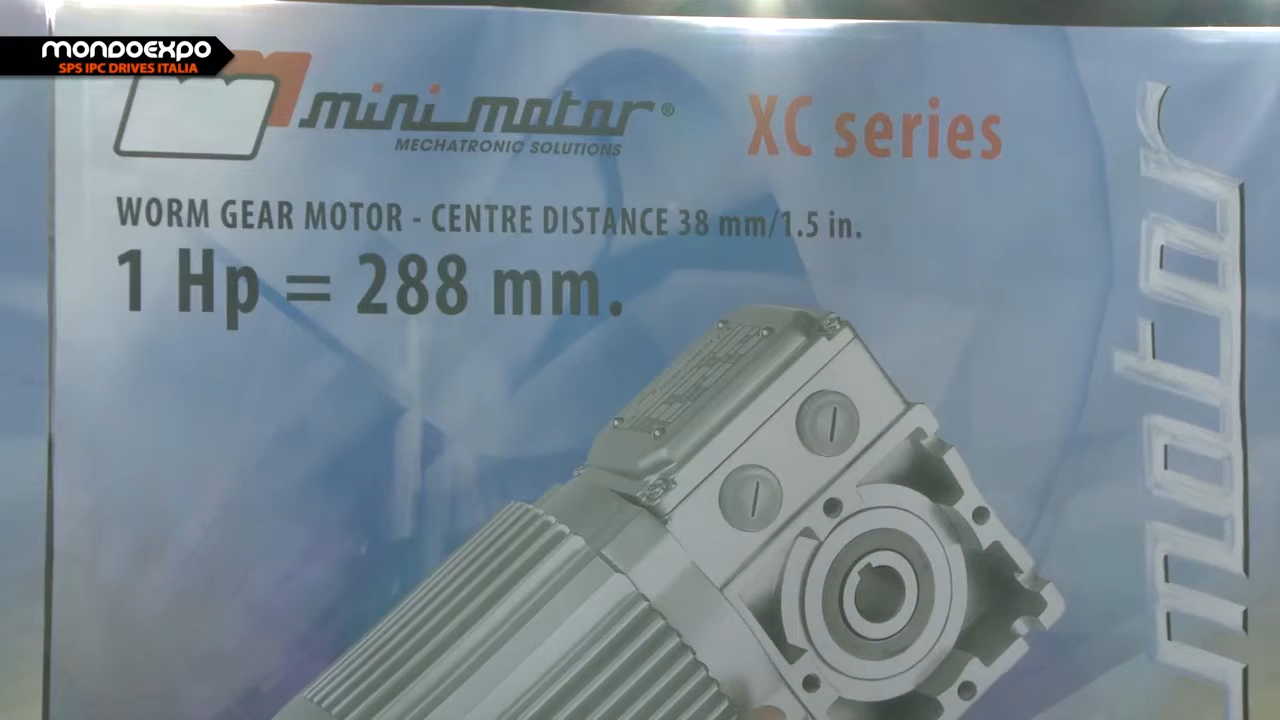 MONDOEXPO
SPS IPC DRIVES ITALIA
mini motor®
MECHATRONIC SOLUTIONS
XC series
WORM GEAR MOTOR - CENTRE DISTANCE 38 mm/1.5 in.
1 Hp = 288 mm.
motor